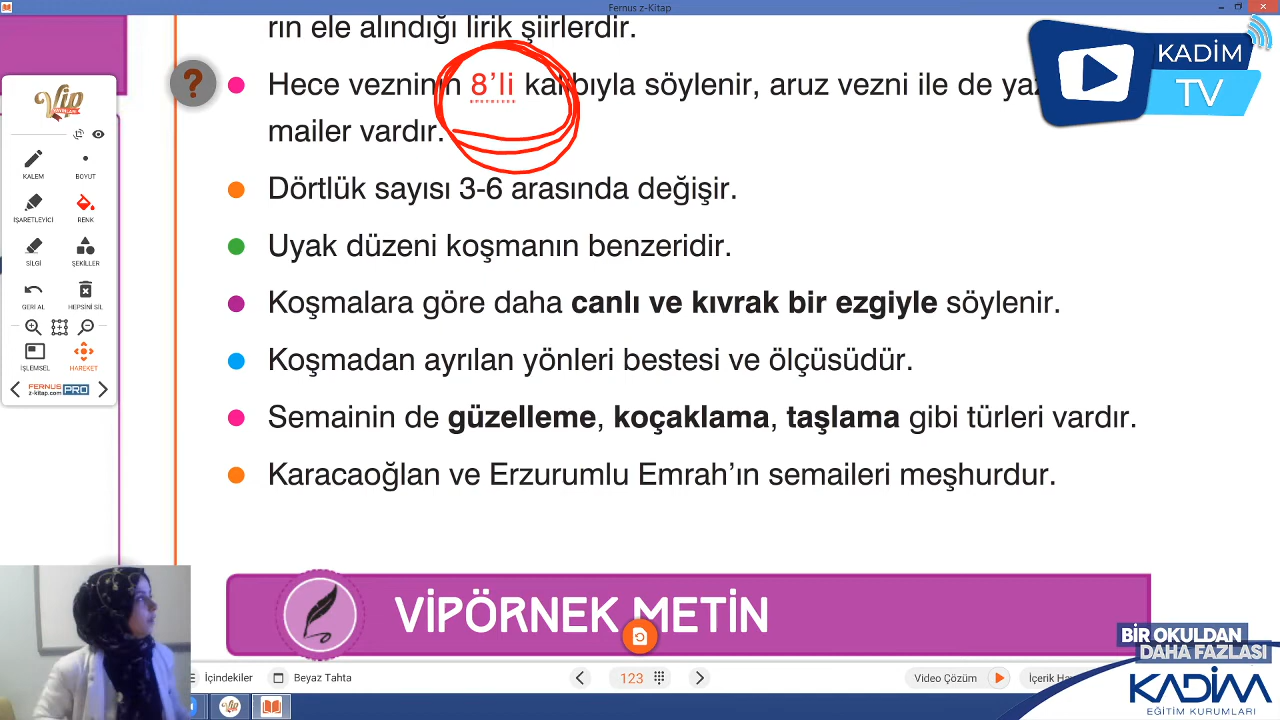 Fernus z-Kitap
rın ele alındığı lirik şiirlerdir.
Hece vezninin 8'li kalıbıyla söylenir, aruz vezni ile de
mailer vardır.
Dörtlük sayısı 3-6 arasında değişir.
Uyak düzeni koşmanın benzeridir.
Koşmalara göre daha canlı ve kıvrak bir ezgiyle söylenir.
Koşmadan ayrılan yönleri bestesi ve ölçüsüdür.
Semainin de güzelleme, koçaklama, taşlama gibi türleri vardır.
Karacaoğlan ve Erzurumlu Emrah'ın semaileri meşhurdur.
VİPÖRNEK METİN
?
KADİM
TV
Vip
KALEM
BOYUT
İŞARETLEYİCİ
RENK
SİLGİ
ŞEKİLLER
GERİ AL
HEPSİNİ SİL
İŞLEMSEL
HAREKET
FERNUS
z-kitap.com PRO
İçindekiler
Beyaz Tahta
123
Video Çözüm
İçerik
BİR OKULDAN
DAHA FAZLASI
KADİM
EĞİTİM KURUMLARI
Vip